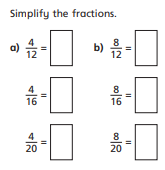 Simplify the fractions.
a) 4/12 = b) 8/12 =
4/16 = 8/16 =
4/20 = 8/20 =